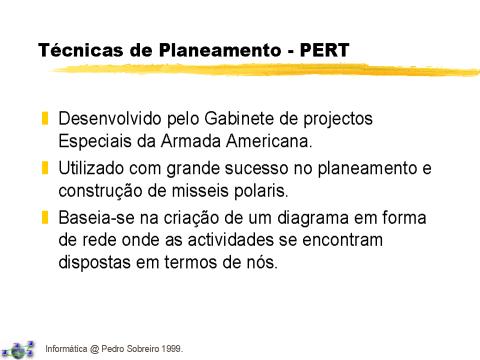 Técnicas de Planeamento - PERT
Desenvolvido pelo Gabinete de projectos
Especiais da Armada Americana.
Utilizado com grande sucesso no planeamento e
construção de misseis polaris.
Baseia-se na criação de um diagrama em forma
de rede onde as actividades se encontram
dispostas em termos de nós.
Informática @ Pedro Sobreiro 1999.